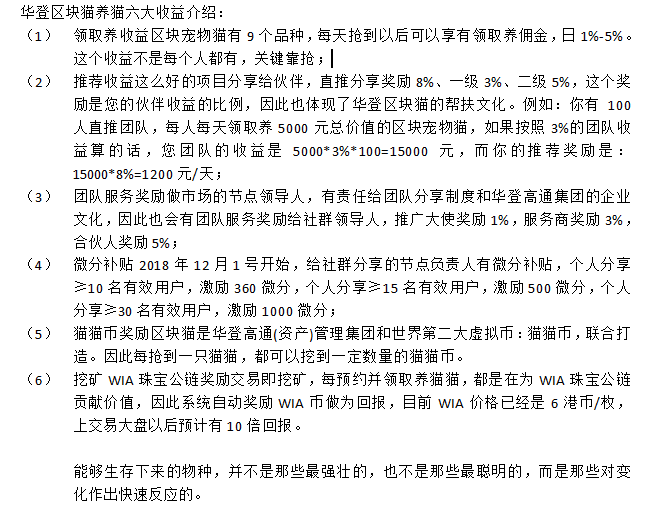 华登区块猫养猫六大收益介绍：
（1） 领取养收益区块宠物猫有 9 个品种，每天抢到以后可以享有领取养佣金，日 1%-5%。
这个收益不是每个人都有，关键靠抢；
（2） 推荐收益这么好的项目分享给伙伴，直推分享奖励 8%、一级 3%、二级 5%，这个奖
励是您的伙伴收益的比例，因此也体现了华登区块猫的帮扶文化。例如：你有 100
人直推团队，每人每天领取养 5000 元总价值的区块宠物猫，如果按照 3%的团队收
益算的话，您团队的收益是 5000*3%*100=15000 元，而你的推荐奖励是：
15000*8%=1200 元/天；
（3） 团队服务奖励做市场的节点领导人，有责任给团队分享制度和华登高通集团的企业
文化，因此也会有团队服务奖励给社群领导人，推广大使奖励 1%，服务商奖励 3%，
合伙人奖励 5%；
（4） 微分补贴 2018 年 12 月 1 号开始，给社群分享的节点负责人有微分补贴，个人分享
≥10 名有效用户，激励 360 微分，个人分享≥15 名有效用户，激励 500 微分，个人
分享≥30 名有效用户，激励 1000 微分；
（5） 猫猫币奖励区块猫是华登高通(资产)管理集团和世界第二大虚拟币：猫猫币，联合打
造。因此每抢到一只猫猫，都可以挖到一定数量的猫猫币。
（6） 挖矿 WIA 珠宝公链奖励交易即挖矿，每预约并领取养猫猫，都是在为 WIA 珠宝公链
贡献价值，因此系统自动奖励 WIA 币做为回报，目前 WIA 价格已经是 6 港币/枚，
上交易大盘以后预计有 10 倍回报。
能够生存下来的物种，并不是那些最强壮的，也不是那些最聪明的，而是那些对变
化作出快速反应的。